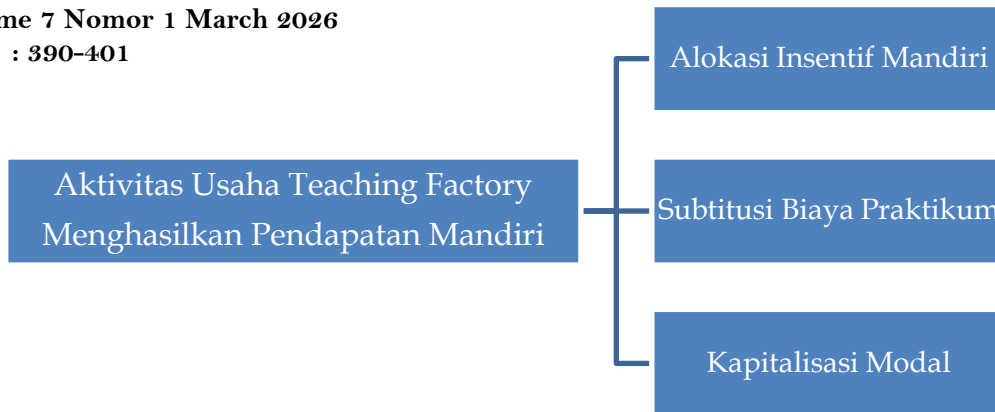 me 7 Nomor 1 March 2026
: 390-401
Alokasi Insentif Mandiri
Aktivitas Usaha Teaching Factory
Menghasilkan Pendapatan Mandiri
Subtitusi Biaya Praktikum
Kapitalisasi Modal